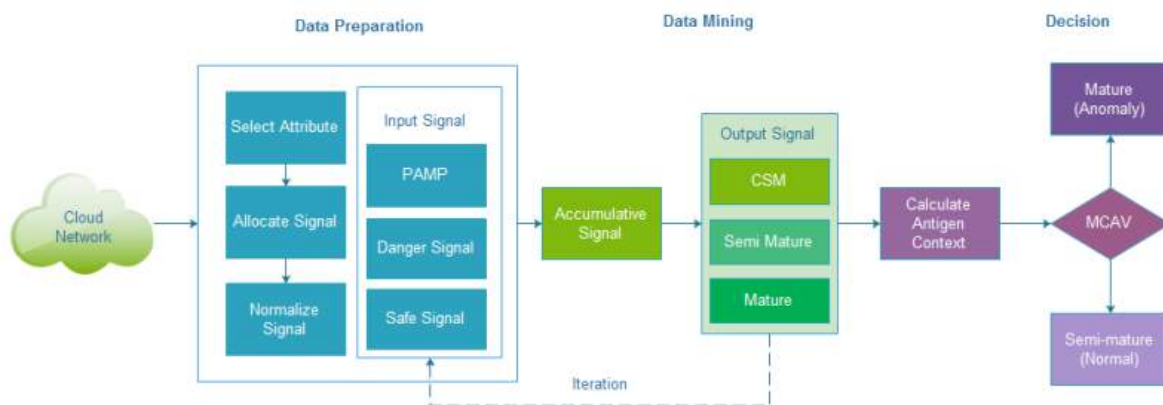 Data Preparation
Data Mining
Decision
Cloud
Network
Select Attribute
Allocate Signal
Normalize
Signal
Input Signal
PAMP
Danger Signal
Safe Signal
Accumulative
Signal
Output Signal
CSM
Semi Mature
Mature
Calculate
Antigen
Context
Mature
(Anomaly)
MCAV
Semi-mature
(Normal)
Iteration